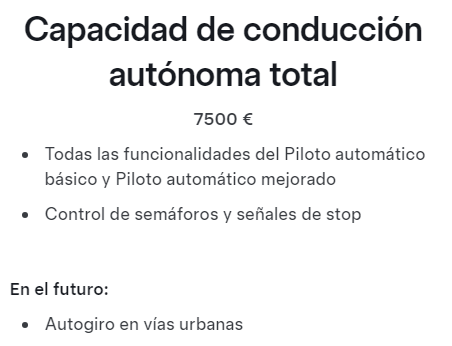 Capacidad de conducción
autónoma total
7500 €
• Todas las funcionalidades del Piloto automático
básico y Piloto automático mejorado
• Control de semáforos y señales de stop
En el futuro:
• Autogiro en vías urbanas